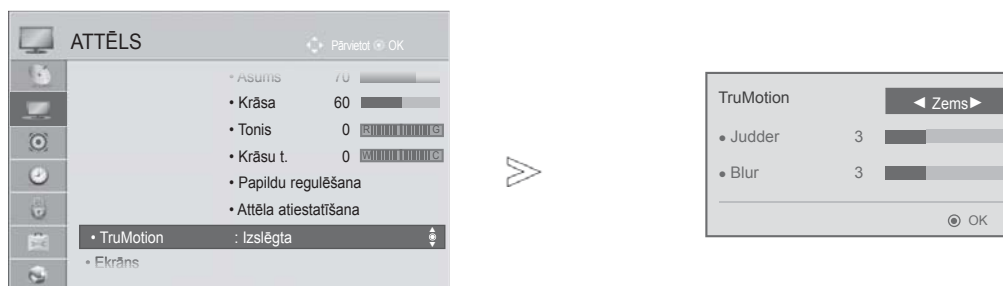 ATTĒLS Pārvietot OK
• Asums 70
• Krāsa 60
• Tonis 0 R G
• Krāsu t. 0 W C
• Papildu regulēšana
• Attēla atiestatīšana
• TruMotion : Izslēgta
• Ekrāns
TruMotion ◄ Zems►
• Judder 3
• Blur 3
OK